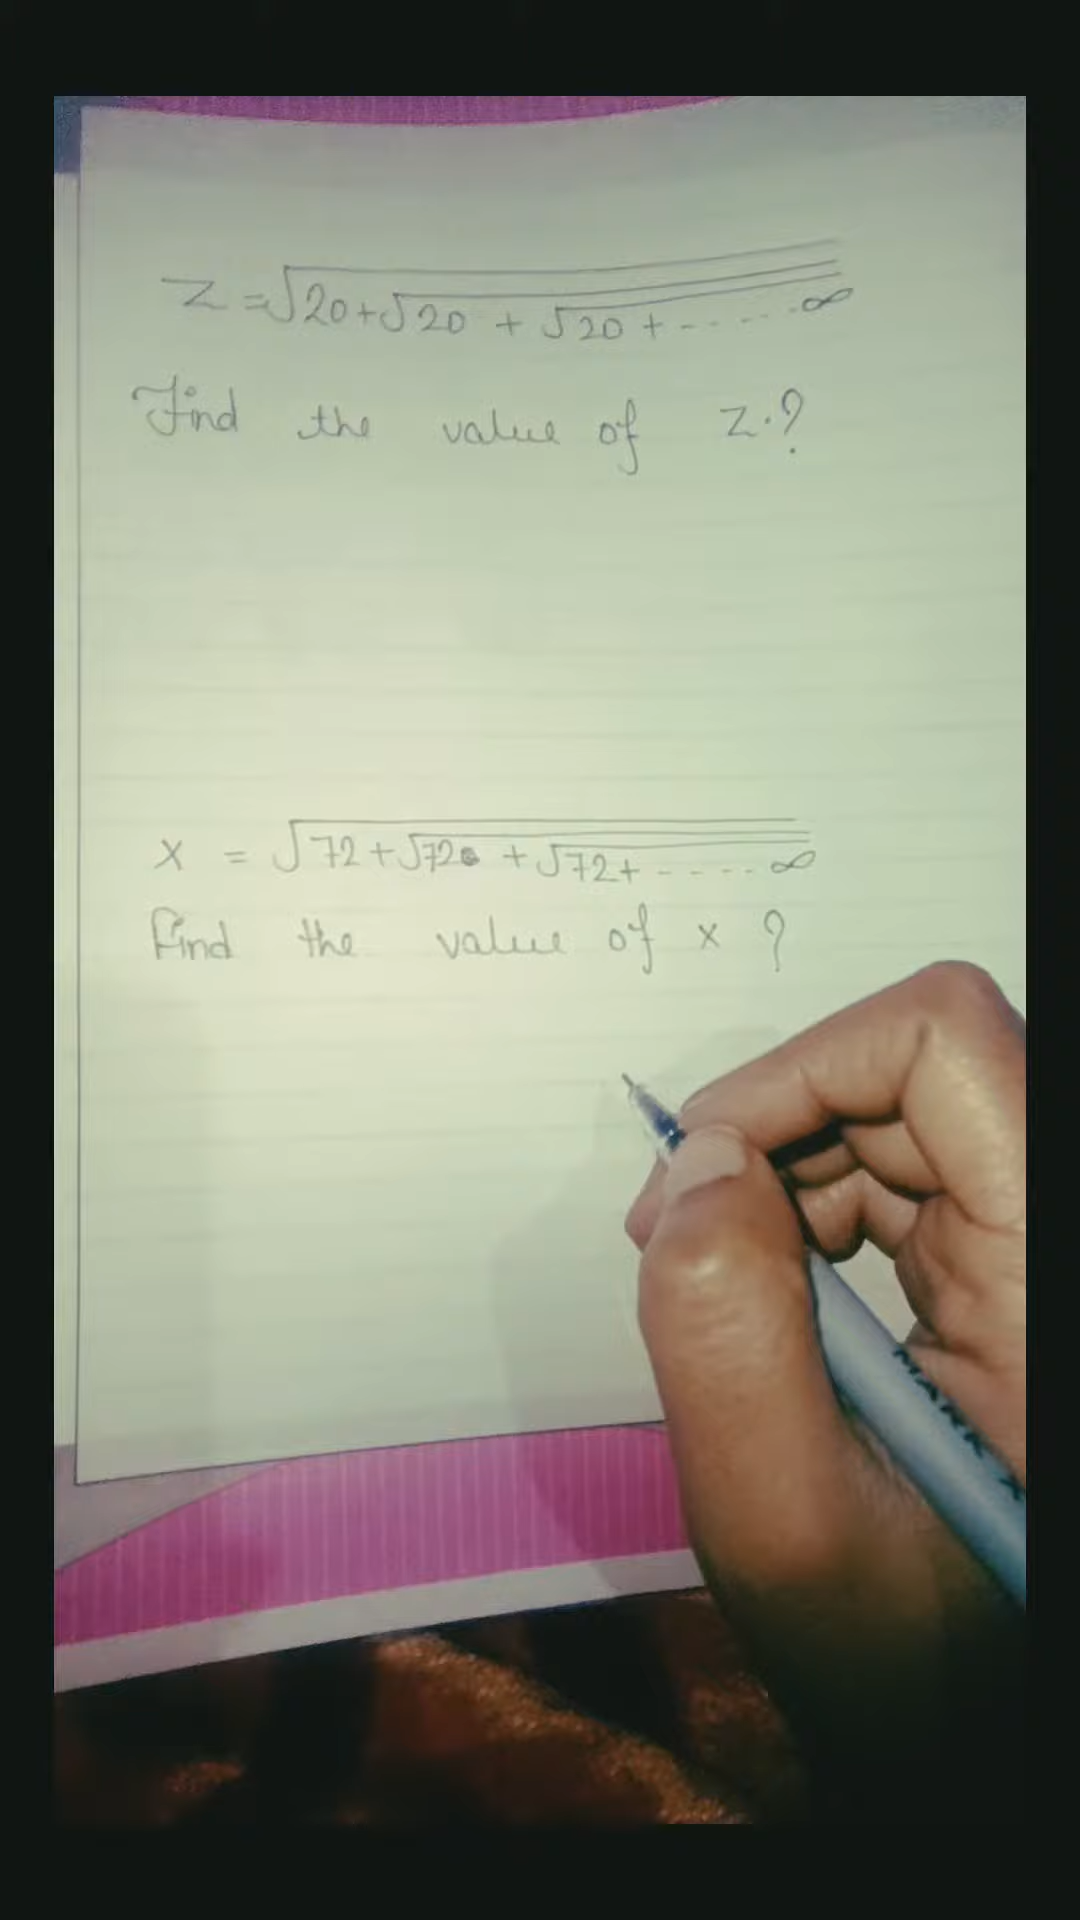 Z = √20+√20 + √20 + - - - - - ∞
Find the value of Z.?
x = √72+√72 + √72+ - - - - - ∞
Find the value of x ?